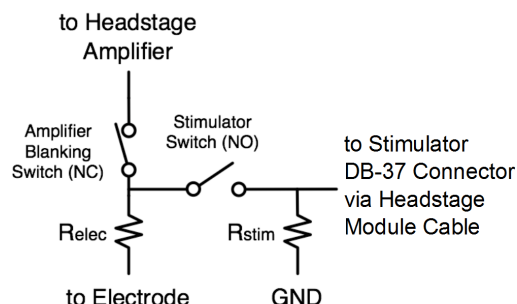 to Headstage
Amplifier
Amplifier
Blanking
Switch (NC)
Stimulator
Switch (NO)
to Stimulator
DB-37 Connector
via Headstage
Module Cable
Relec
Rstim
to Electrode
GND